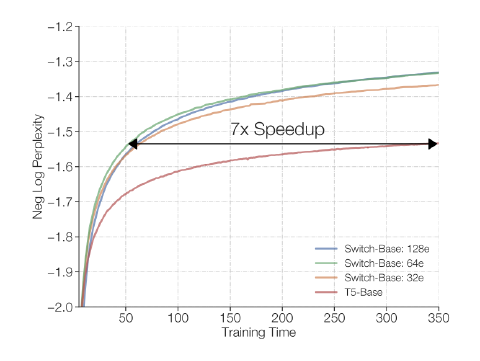 −1.2
−1.3
−1.4
−1.5
−1.6
−1.7
−1.8
−1.9
−2.0
Neg Log Perplexity
7x Speedup
Switch-Base: 128e
Switch-Base: 64e
Switch-Base: 32e
T5-Base
50 100 150 200 250 300 350
Training Time